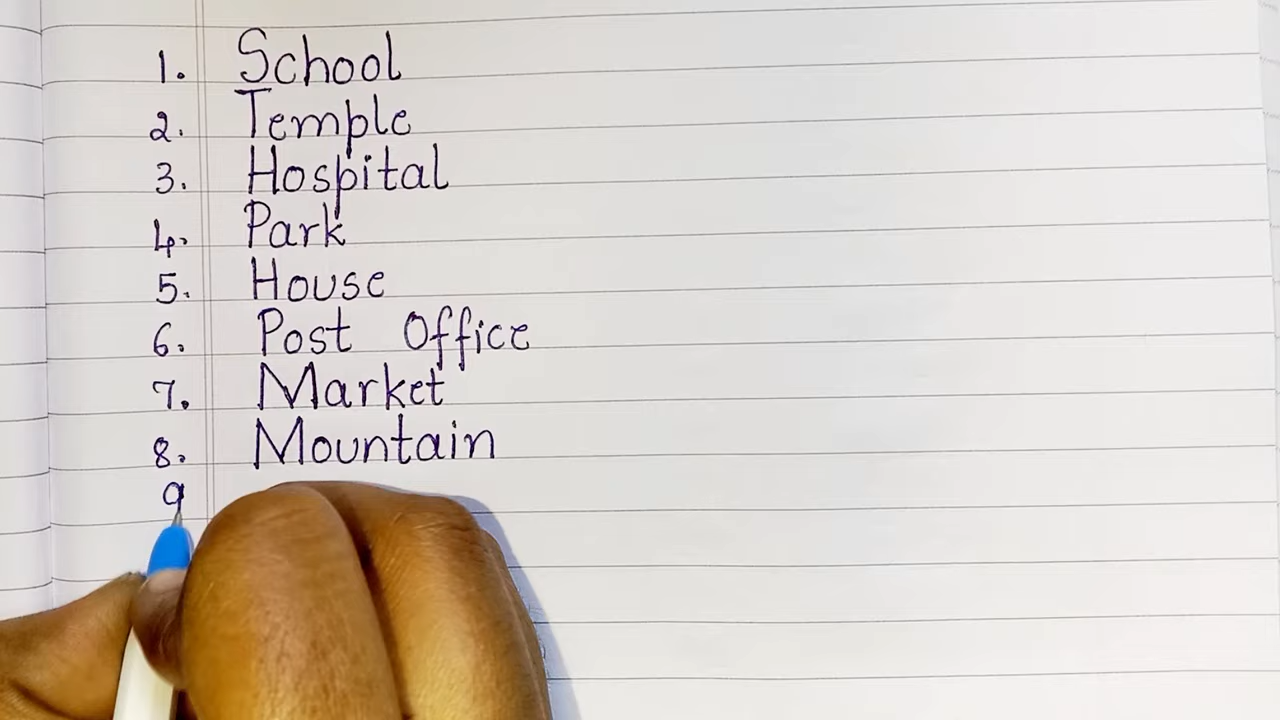 1. School
2. Temple
3. Hospital
4. Park
5. House
6. Post Office
7. Market
8. Mountain
9